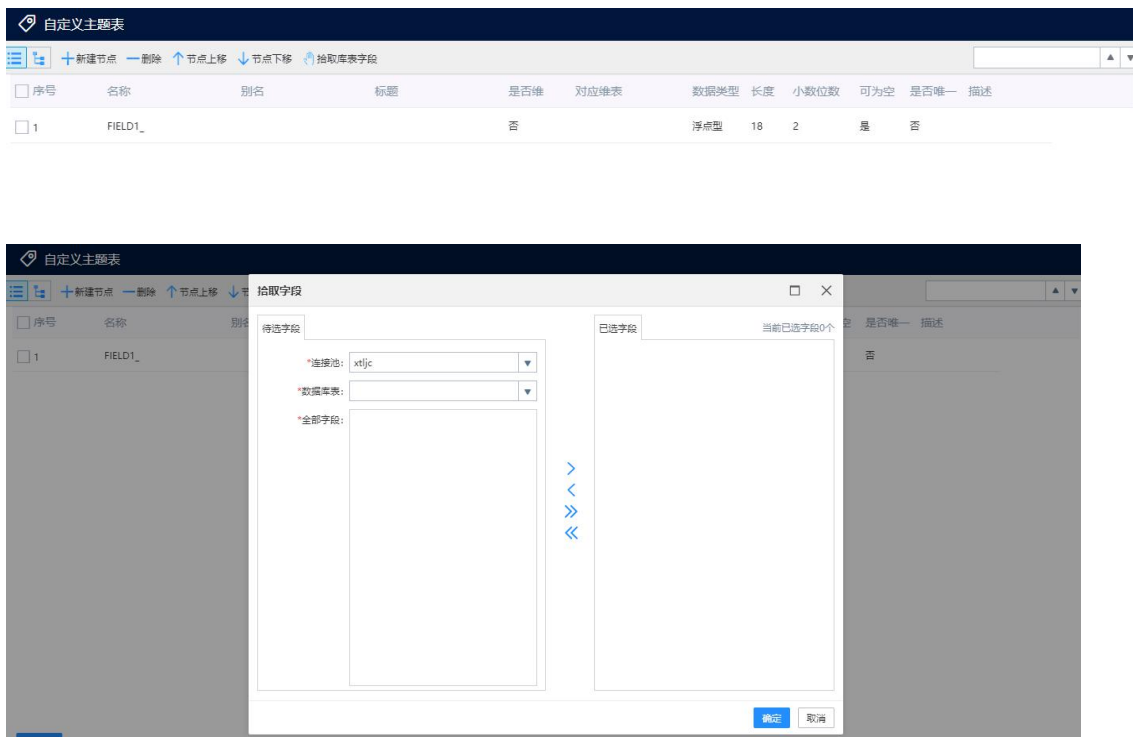 自定义主题表
新建节点 删除 节点上移 节点下移 拾取库表字段
序号 名称 别名 标题 是否维 对应维表 数据类型 长度 小数位数 可为空 是否唯一 描述
1 FIELD1_ 否 浮点型 18 2 是 否
自定义主题表
新建节点 删除 节点上移 拾取字段
序号 名称 别名 是否唯一 描述
待选字段 已选字段 当前已选字段0个
*连接池: xtljc
1 FIELD1_ 否
*数据库表:
*全部字段:
确定 取消